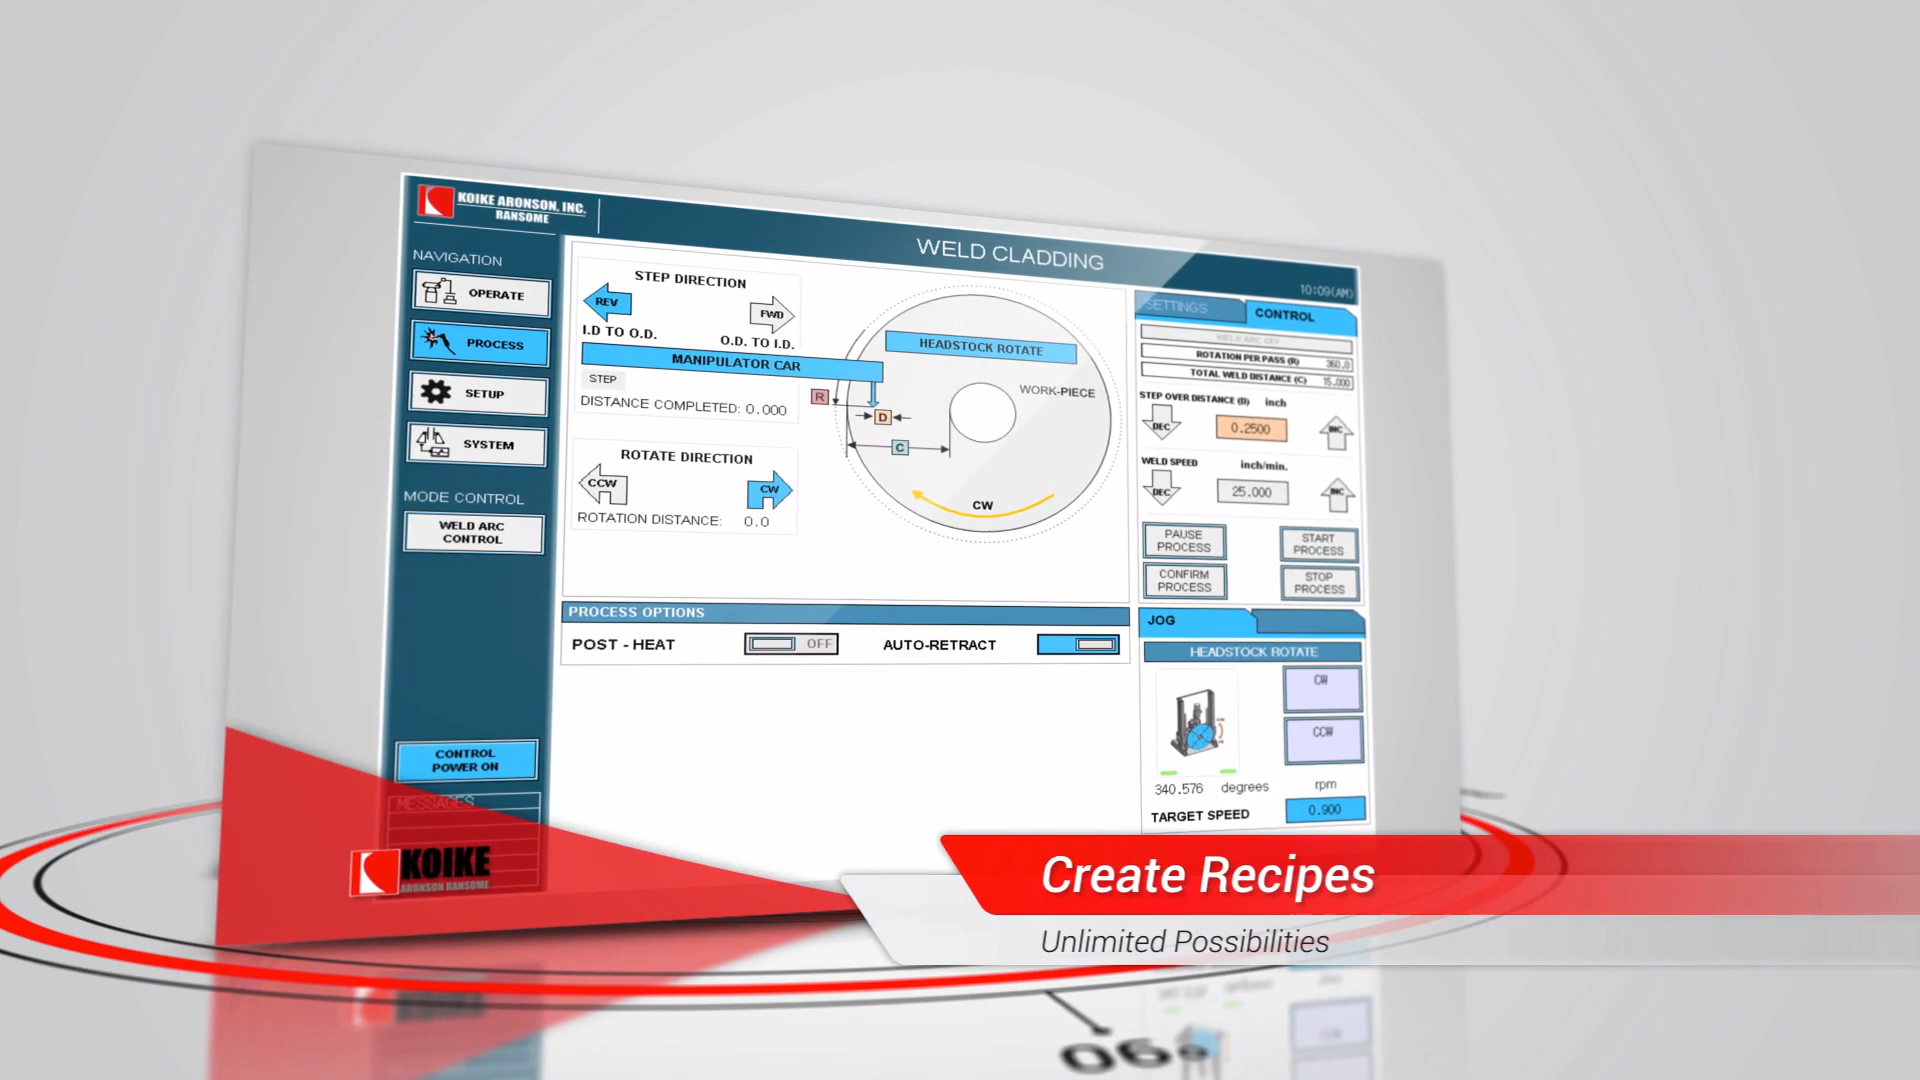 KOIKE ARONSON, INC.
RANSOME
WELD CLADDING
10:09(AM)
NAVIGATION
OPERATE
PROCESS
SETUP
SYSTEM
MODE CONTROL
WELD ARC
CONTROL
CONTROL
POWER ON
MESSAGES
STEP DIRECTION
REV
FWD
I.D TO O.D.
O.D. TO I.D.
MANIPULATOR CAR
STEP
DISTANCE COMPLETED: 0.000
ROTATE DIRECTION
CCW
CW
ROTATION DISTANCE: 0.0
HEADSTOCK ROTATE
WORK-PIECE
R
D
C
CW
PROCESS OPTIONS
POST - HEAT
OFF
AUTO-RETRACT
SETTINGS
CONTROL
WELD ARC OFF
ROTATION PER PASS (R) 360.0
TOTAL WELD DISTANCE (C) 15.000
STEP OVER DISTANCE (D) inch
DEC
0.2500
INC
WELD SPEED inch/min.
DEC
25.000
INC
PAUSE
PROCESS
START
PROCESS
CONFIRM
PROCESS
STOP
PROCESS
JOG
HEADSTOCK ROTATE
CW
CCW
340.576 degrees
rpm
TARGET SPEED
0.900
KOIKE
ARONSON RANSOME
Create Recipes
Unlimited Possibilities